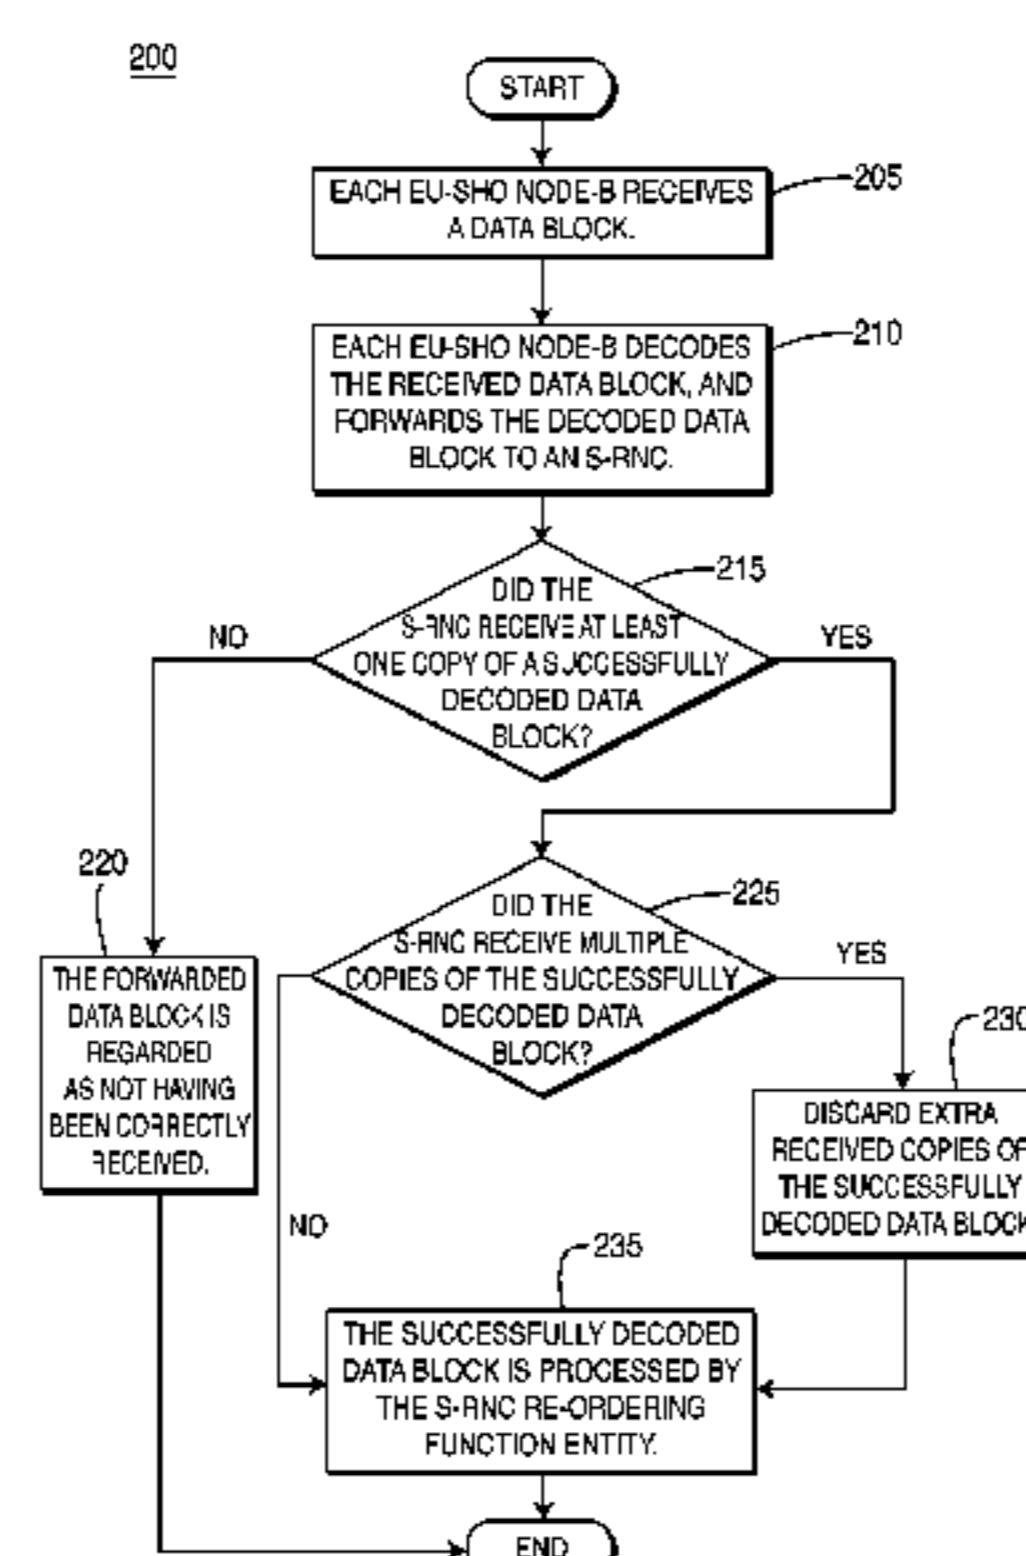 200
START
EACH EU-SHO NODE-B RECEIVES
A DATA BLOCK.
205
EACH EU-SHO NODE-B DECODES
THE RECEIVED DATA BLOCK, AND
FORWARDS THE DECODED DATA
BLOCK TO AN S-RNC.
210
DID THE
S-RNC RECEIVE AT LEAST
ONE COPY OF A SUCCESSFULLY
DECODED DATA
BLOCK?
215
NO
YES
220
THE FORWARDED
DATA BLOCK IS
REGARDED
AS NOT HAVING
BEEN CORRECTLY
RECEIVED.
DID THE
S-RNC RECEIVE MULTIPLE
COPIES OF THE SUCCESSFULLY
DECODED DATA
BLOCK?
225
YES
NO
230
DISCARD EXTRA
RECEIVED COPIES OF
THE SUCCESSFULLY
DECODED DATA BLOCK
235
THE SUCCESSFULLY DECODED
DATA BLOCK IS PROCESSED BY
THE S-RNC RE-ORDERING
FUNCTION ENTITY.
END